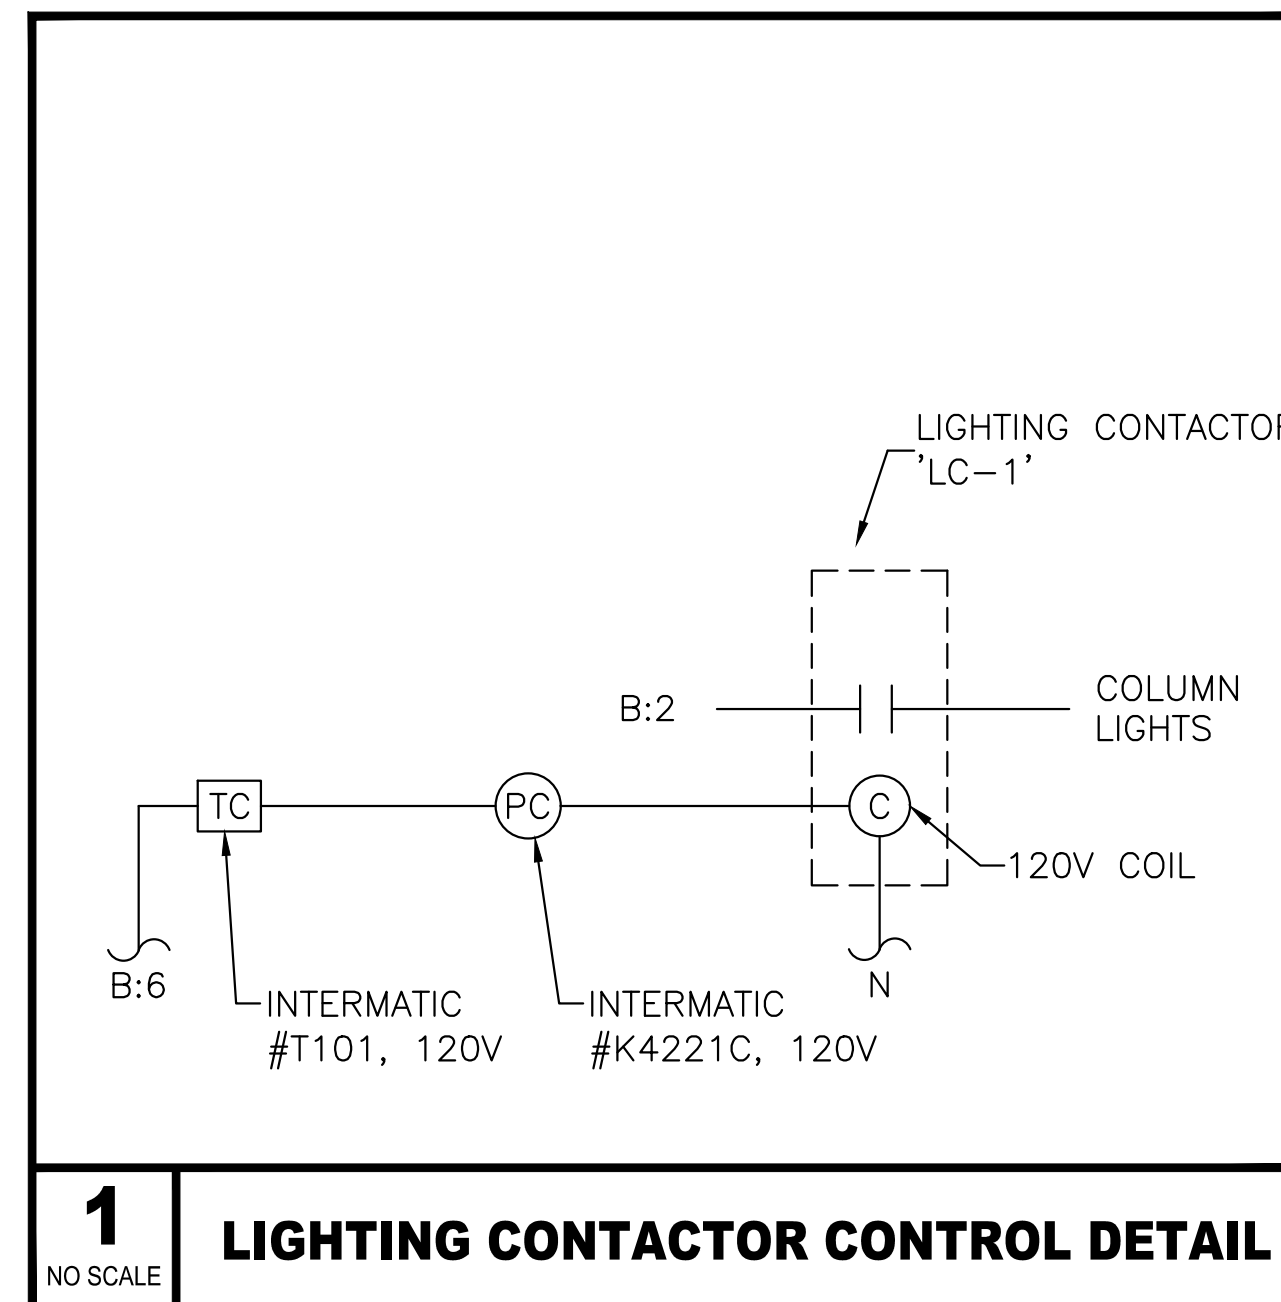 LIGHTING CONTACTOR
'LC-1'
B:2
COLUMN
LIGHTS
TC
PC
C
120V COIL
B:6
N
INTERMATIC
#T101, 120V
INTERMATIC
#K4221C, 120V
1
NO SCALE
LIGHTING CONTACTOR CONTROL DETAIL